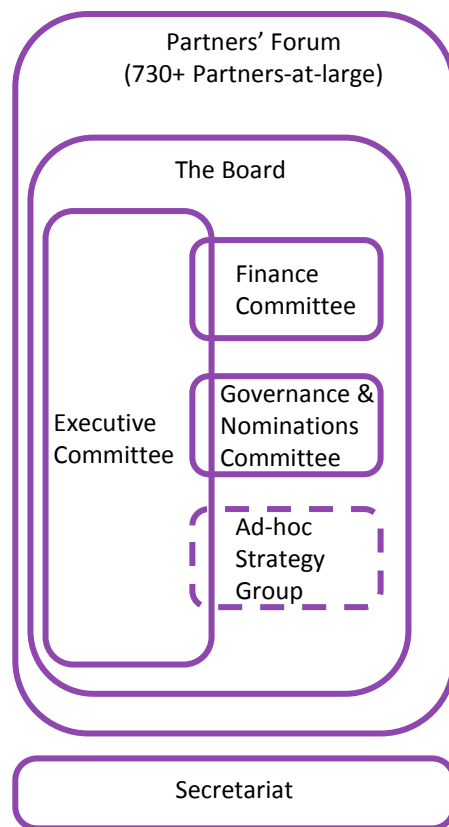 Partners’ Forum
(730+ Partners-at-large)
The Board
Finance
Committee
Governance &
Nominations
Committee
Executive
Committee
Ad-hoc
Strategy
Group
Secretariat